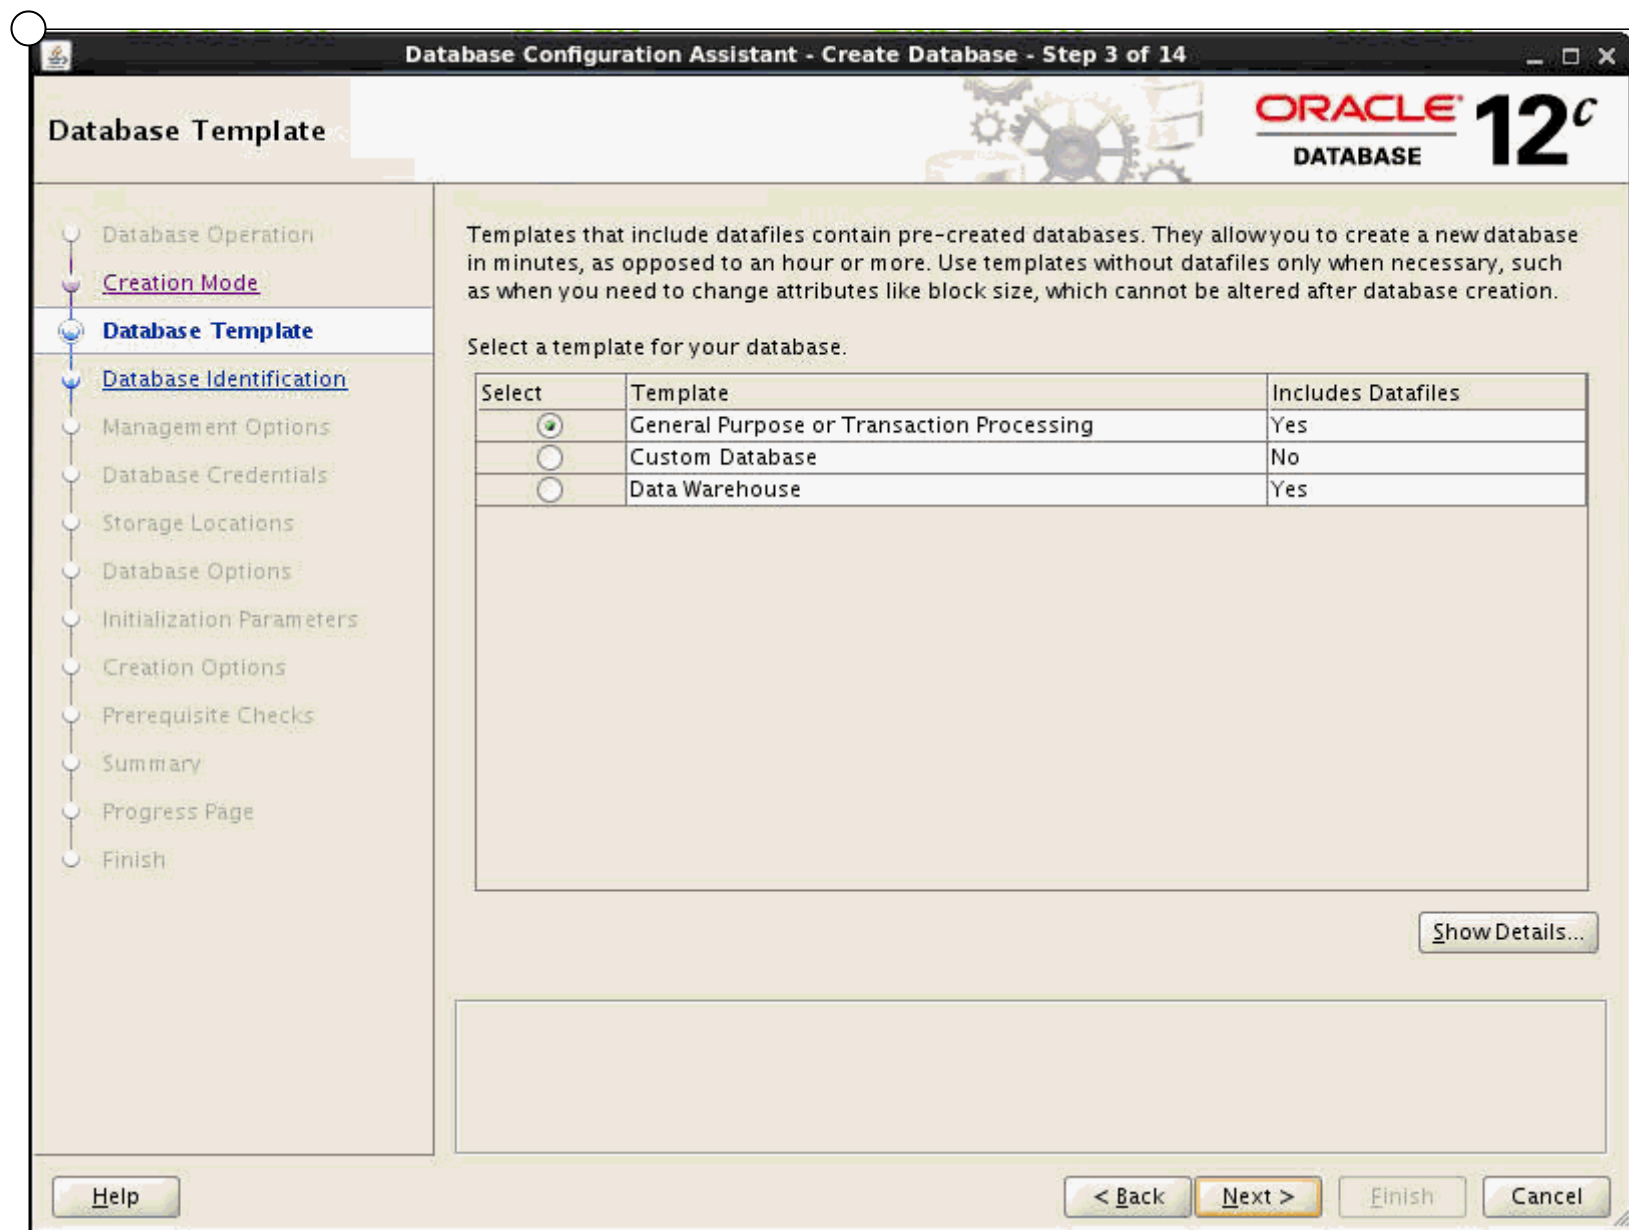 Database Configuration Assistant - Create Database - Step 3 of 14
Database Template
ORACLE
DATABASE
12c
Database Operation
Creation Mode
Database Template
Database Identification
Management Options
Database Credentials
Storage Locations
Database Options
Initialization Parameters
Creation Options
Prerequisite Checks
Summary
Progress Page
Finish
Templates that include datafiles contain pre-created databases. They allow you to create a new database
in minutes, as opposed to an hour or more. Use templates without datafiles only when necessary, such
as when you need to change attributes like block size, which cannot be altered after database creation.
Select a template for your database.
Select Template Includes Datafiles
General Purpose or Transaction Processing Yes
Custom Database No
Data Warehouse Yes
Show Details...
Help < Back Next > Finish Cancel